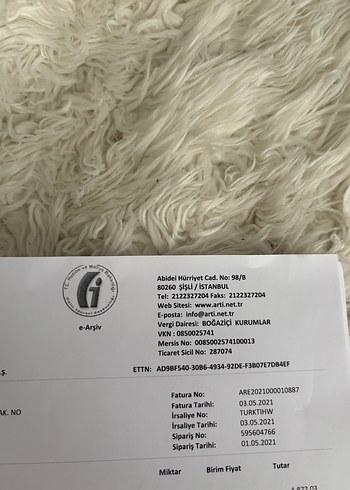 Abidei Hürriyet Cad. No: 98/B
80260 ŞİŞLİ / İSTANBUL
Tel: 2122327204 Faks: 2122327204
Web Sitesi: www.arti.net.tr
E-posta: info@arti.net.tr
Vergi Dairesi: BOĞAZİÇİ KURUMLAR
VKN : 0850025741
Mersis No: 0085002574100013
Ticaret Sicil No: 287074
e-Arşiv
Ş.
ETTN: AD9BF540-30B6-4934-92DE-F3B07E7DB4EF
AK. NO
Fatura No: ARE2021000010887
Fatura Tarihi: 03.05.2021
İrsaliye No: TURKTIHW
İrsaliye Tarihi: 03.05.2021
Sipariş No: 595604766
Sipariş Tarihi: 01.05.2021
Miktar Birim Fiyat Tutar